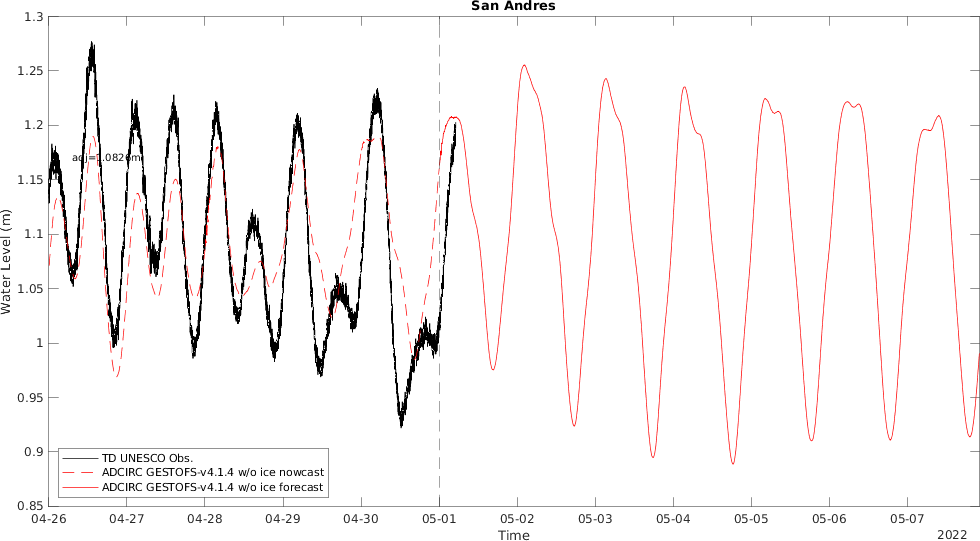 San Andres
1.3
1.25
1.2
1.15
1.1
1.05
1
0.95
0.9
0.85
Water Level (m)
adj=1.0826m
TD UNESCO Obs.
ADCIRC GESTOFS-v4.1.4 w/o ice nowcast
ADCIRC GESTOFS-v4.1.4 w/o ice forecast
04-26 04-27 04-28 04-29 04-30 05-01 05-02 05-03 05-04 05-05 05-06 05-07
Time
2022